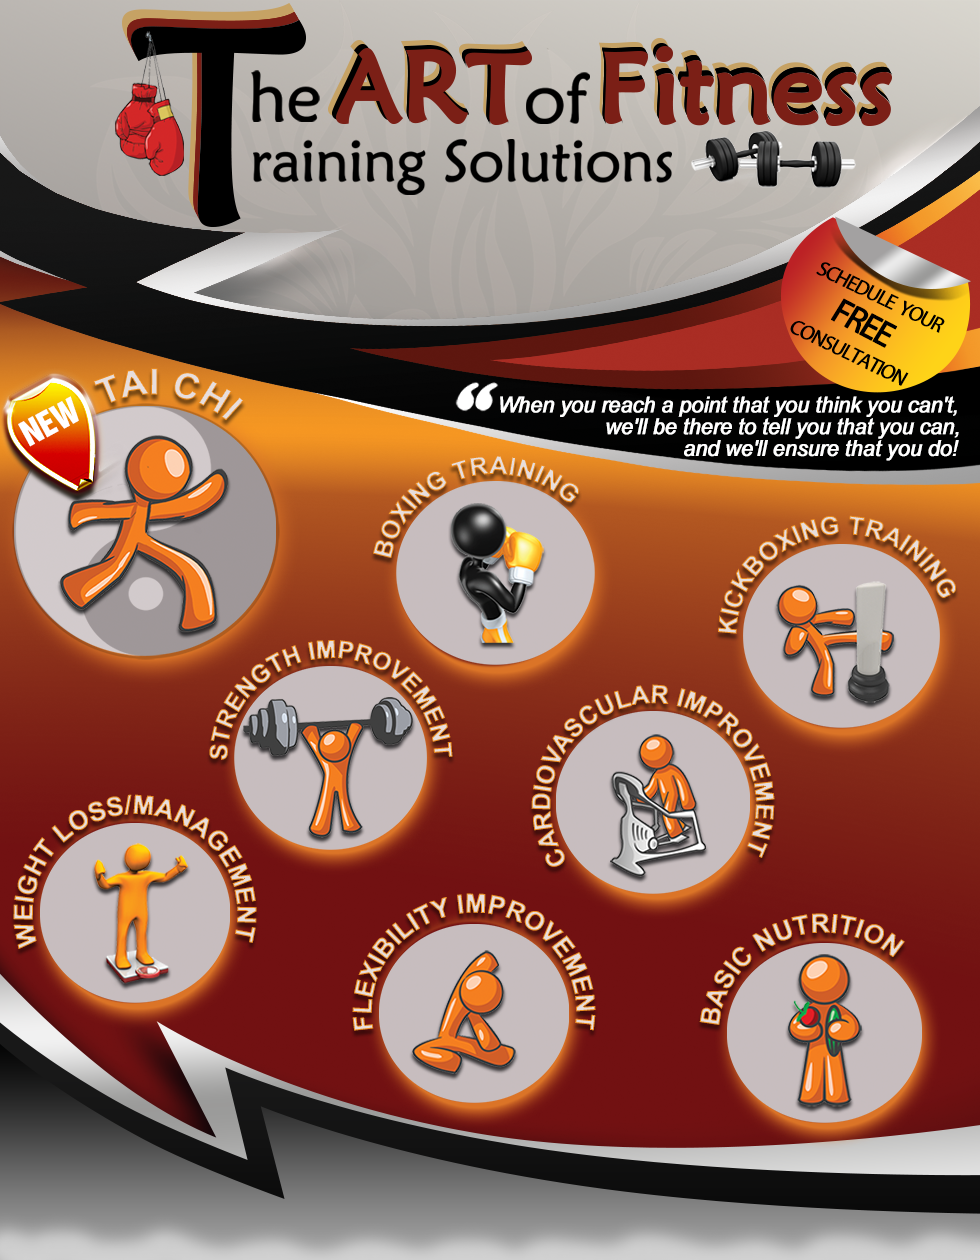 The ART of Fitness
Training Solutions
SCHEDULE YOUR
FREE
CONSULTATION
“When you reach a point that you think you can't,
we'll be there to tell you that you can,
and we'll ensure that you do!
NEW
TAI CHI
BOXING TRAINING
KICKBOXING TRAINING
STRENGTH IMPROVEMENT
CARDIOVASCULAR IMPROVEMENT
WEIGHT LOSS/MANAGEMENT
FLEXIBILITY IMPROVEMENT
BASIC NUTRITION